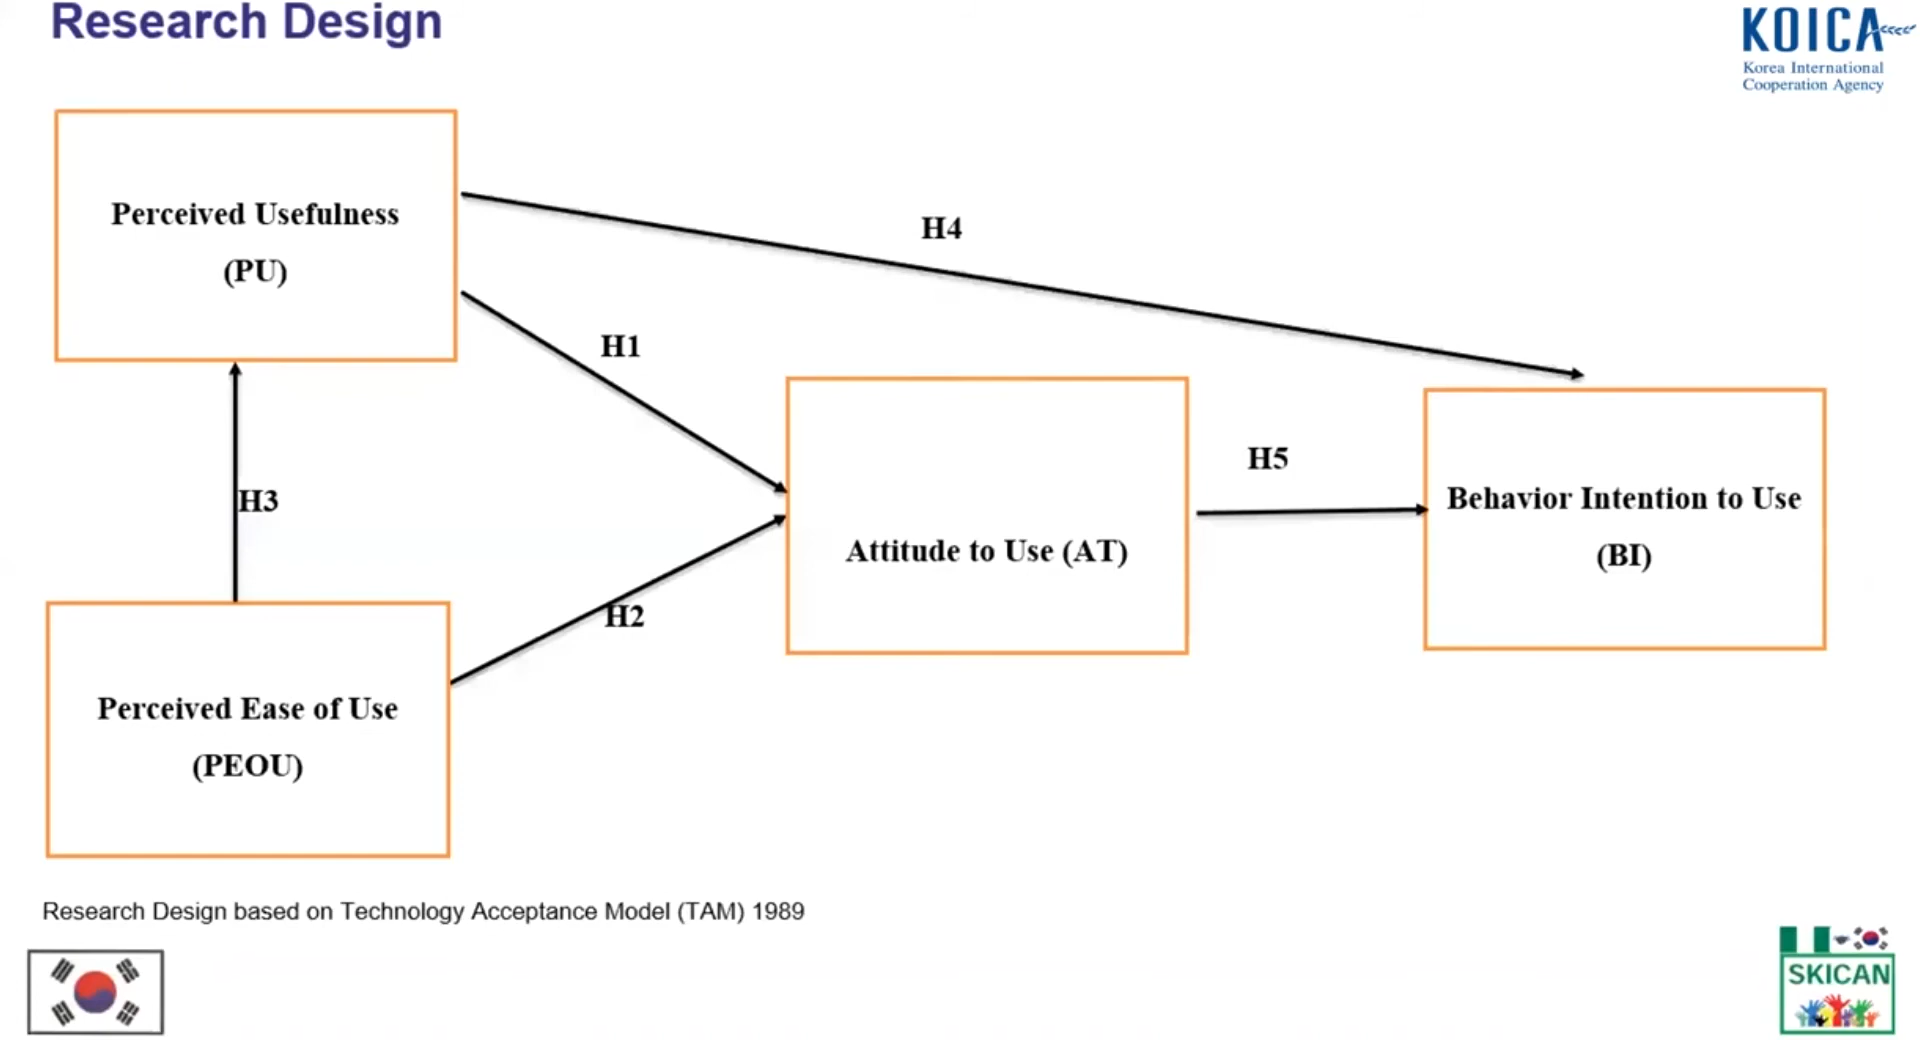 Research Design
KOICA
Korea International
Cooperation Agency
Perceived Usefulness
(PU)
H4
H1
H3
H5
Attitude to Use (AT)
Behavior Intention to Use
(BI)
H2
Perceived Ease of Use
(PEOU)
Research Design based on Technology Acceptance Model (TAM) 1989
SKICAN